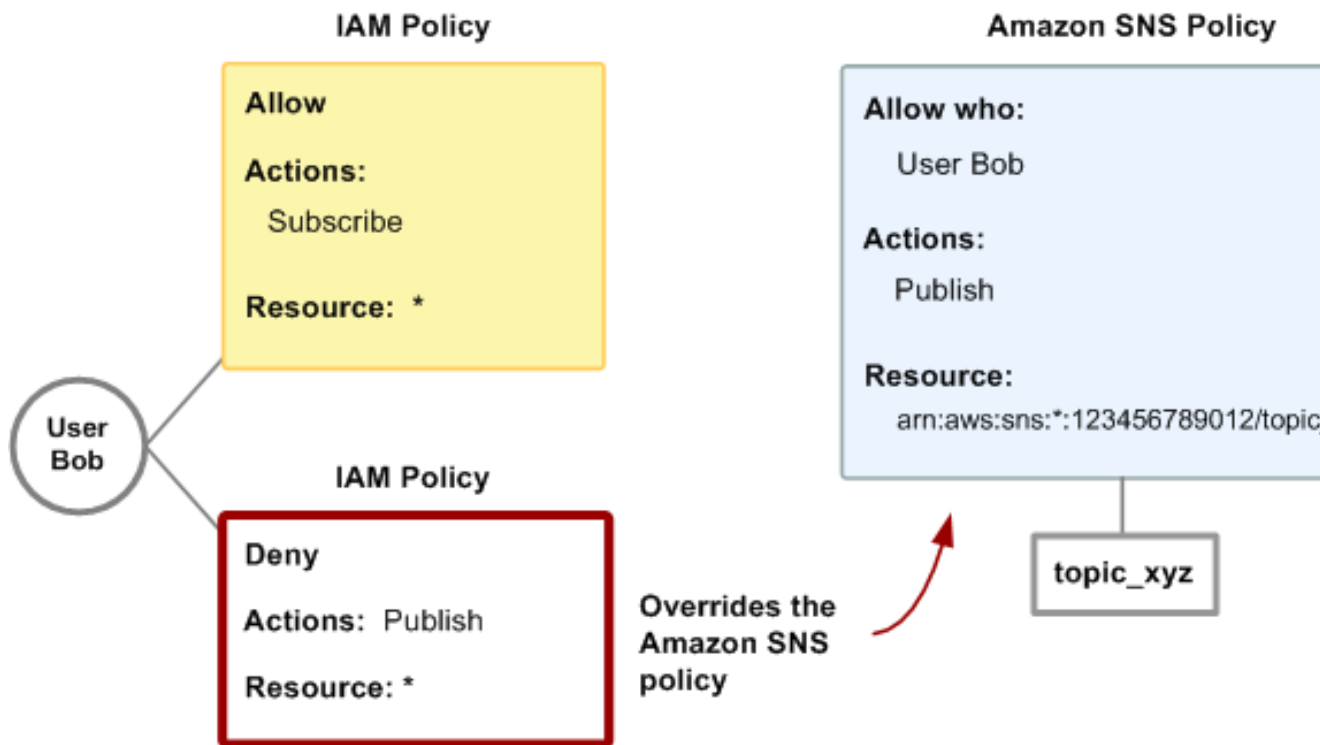 IAM Policy
Allow
Actions:
Subscribe
Resource: *
User
Bob
IAM Policy
Deny
Actions: Publish
Resource: *
Overrides the
Amazon SNS
policy
Amazon SNS Policy
Allow who:
User Bob
Actions:
Publish
Resource:
arn:aws:sns:*:123456789012/topic
topic_xyz